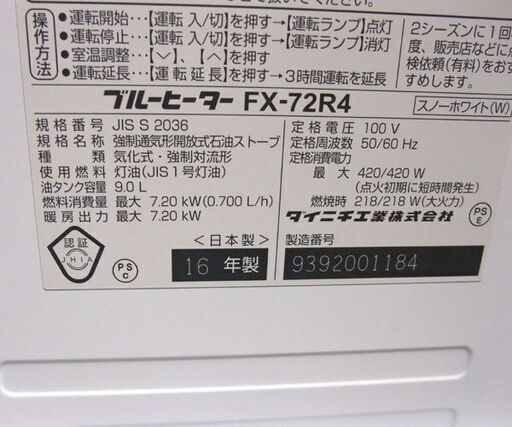 操作方法
●運転開始…【運転 入/切】を押す→【運転ランプ】点灯
●運転停止…【運転 入/切】を押す→【運転ランプ】消灯
●室温調整…【∨】、【∧】を押す
●運転延長…【運 転 延 長】を押す→3時間運転を延長
2シーズンに1回
度、販売店などに点
検依頼(有料)をおす
すめします。
ブルーヒーター FX-72R4
スノーホワイト(W)
規格番号 JIS S 2036
規格名称 強制通気形開放式石油ストーブ
種類 気化式・強制対流形
使用燃料 灯油(JIS1号灯油)
油タンク容量 9.0 L
燃料消費量 最大 7.20 kW(0.700 L/h)
暖房出力 最大 7.20 kW
定格電圧 100 V
定格周波数 50/60 Hz
定格消費電力
最大 420/420 W
(点火初期に短時間発生)
燃焼時 218/218 W(大火力)
ダイニチ工業株式会社
PS E
認証
JHIA
PS C
<日本製>
16 年製
製造番号
9392001184